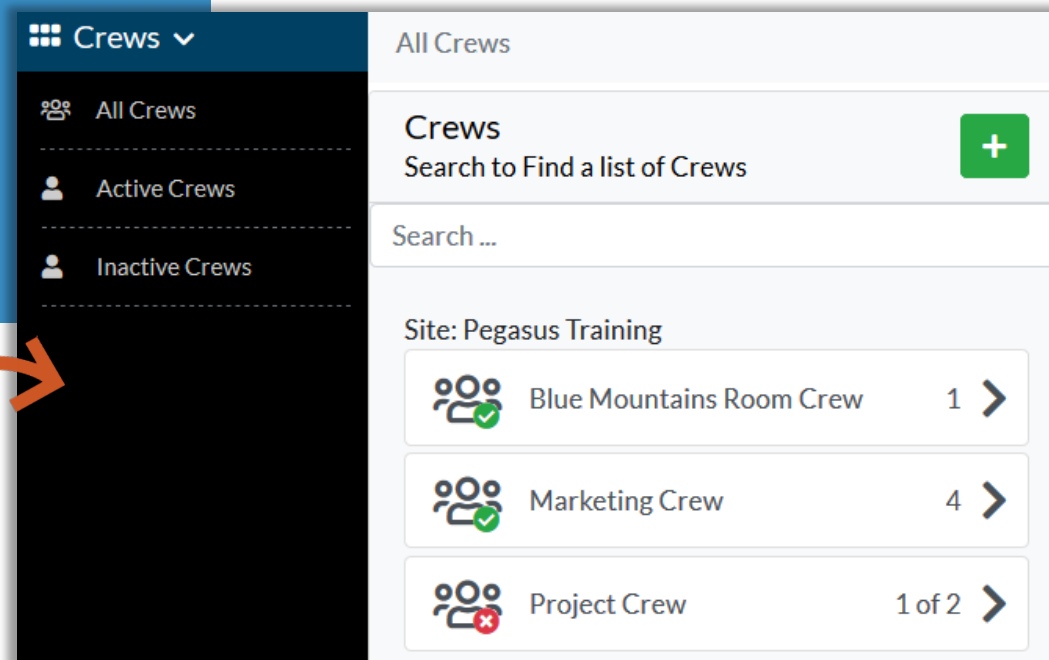 Crews
All Crews
Active Crews
Inactive Crews
All Crews
Crews
Search to Find a list of Crews
Search ...
Site: Pegasus Training
Blue Mountains Room Crew 1
Marketing Crew 4
Project Crew 1 of 2